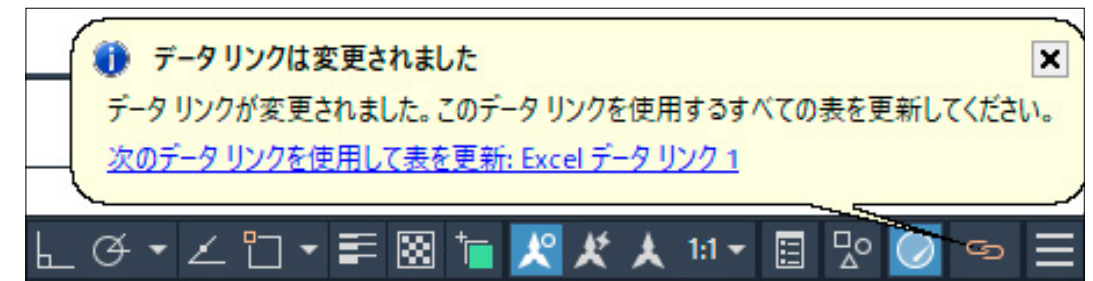 データ リンクは変更されました
データ リンクが変更されました。このデータ リンクを使用するすべての表を更新してください。
次のデータ リンクを使用して表を更新: Excel データ リンク 1
1:1